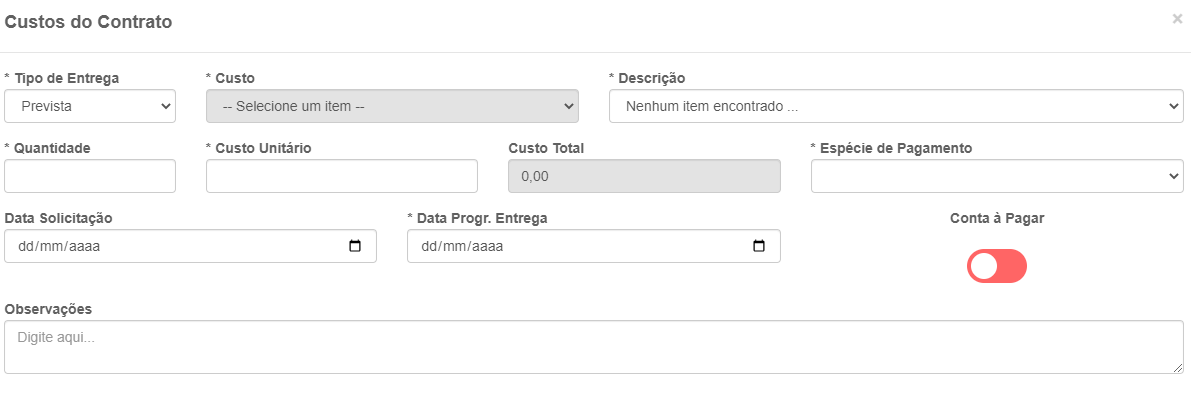 Custos do Contrato ×
* Tipo de Entrega * Custo * Descrição
Prevista -- Selecione um item -- Nenhum item encontrado ...
* Quantidade * Custo Unitário Custo Total * Espécie de Pagamento
0,00
Data Solicitação * Data Progr. Entrega Conta à Pagar
dd/mm/aaaa dd/mm/aaaa
Observações
Digite aqui...